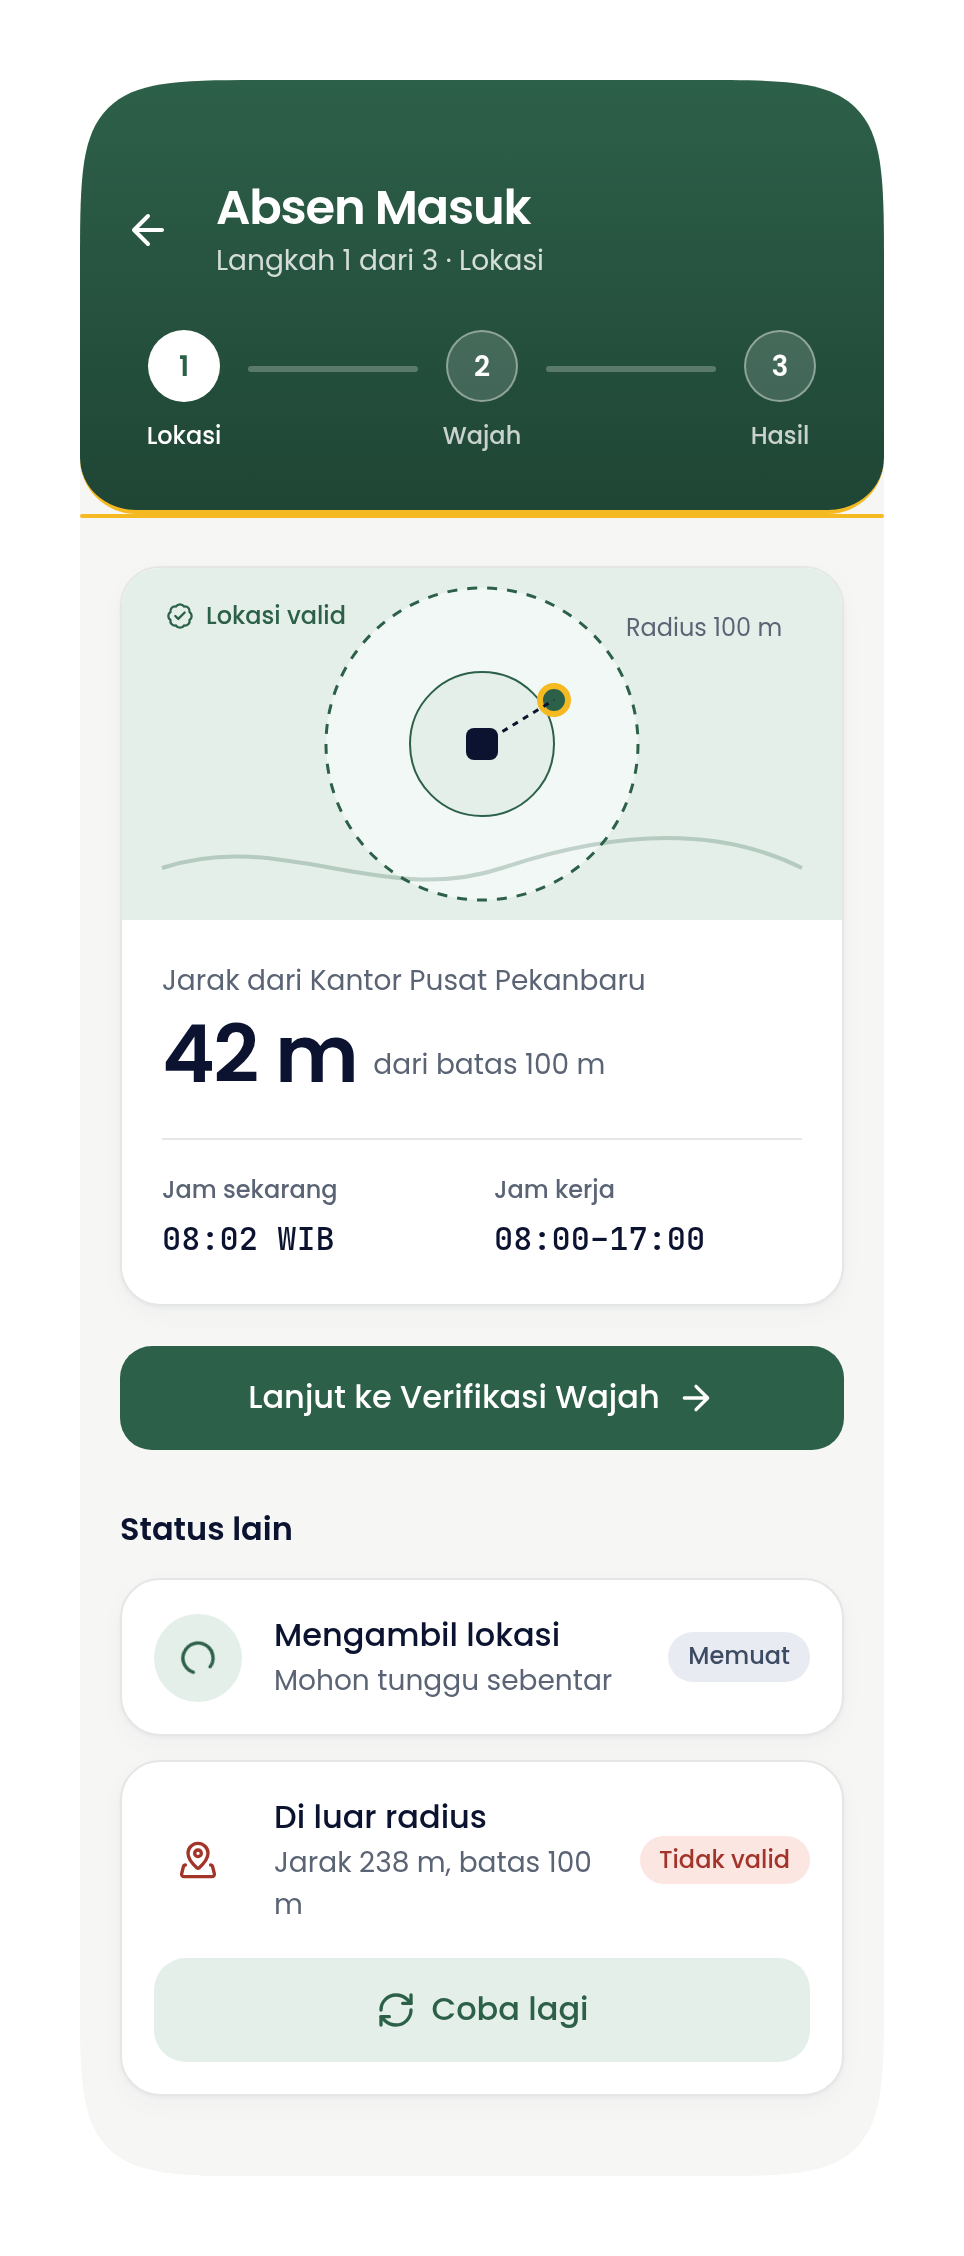 Absen Masuk
Langkah 1 dari 3 · Lokasi
1
2
3
Lokasi
Wajah
Hasil
Lokasi valid
Radius 100 m
Jarak dari Kantor Pusat Pekanbaru
42 m dari batas 100 m
Jam sekarang
Jam kerja
08:02 WIB
08:00–17:00
Lanjut ke Verifikasi Wajah
Status lain
Mengambil lokasi
Mohon tunggu sebentar
Memuat
Di luar radius
Jarak 238 m, batas 100
m
Tidak valid
Coba lagi